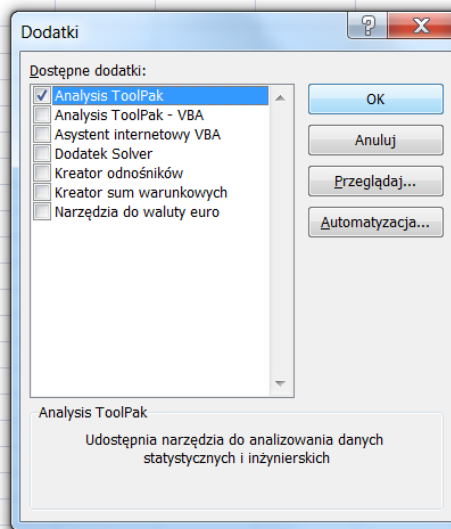 Dodatki
Dostępne dodatki:
Analysis ToolPak
Analysis ToolPak - VBA
Asystent internetowy VBA
Dodatek Solver
Kreator odnośników
Kreator sum warunkowych
Narzędzia do waluty euro
OK
Anuluj
Przeglądaj...
Automatyzacja...
Analysis ToolPak
Udostępnia narzędzia do analizowania danych
statystycznych i inżynierskich